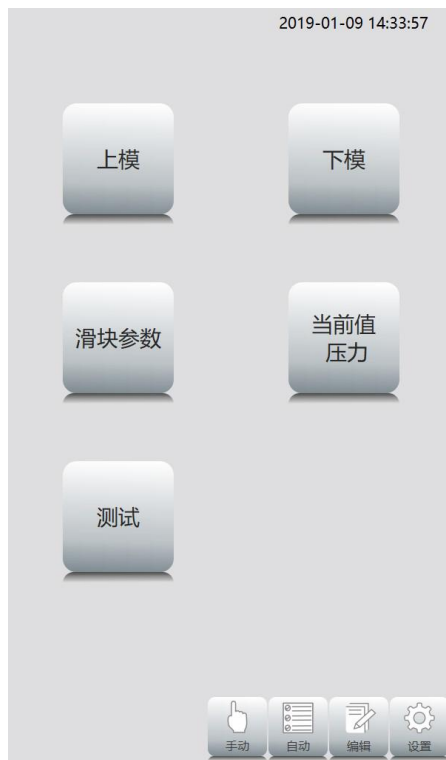 2019-01-09 14:33:57
上模
下模
滑块参数
当前值
压力
测试
手动
自动
编辑
设置